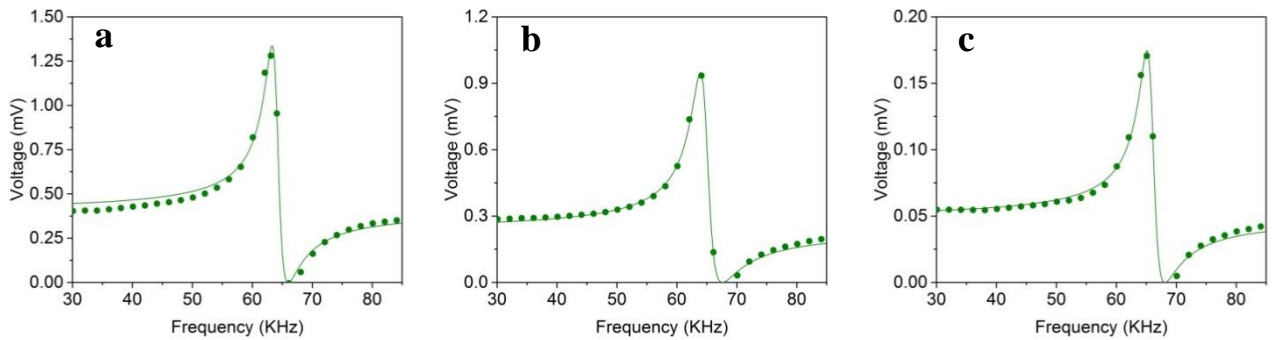 a
1.50
1.25
1.00
0.75
0.50
0.25
0.00
Voltage (mV)
30 40 50 60 70 80
Frequency (KHz)
b
1.2
0.9
0.6
0.3
0.0
Voltage (mV)
30 40 50 60 70 80
Frequency (KHz)
c
0.20
0.15
0.10
0.05
0.00
Voltage (mV)
30 40 50 60 70 80
Frequency (KHz)